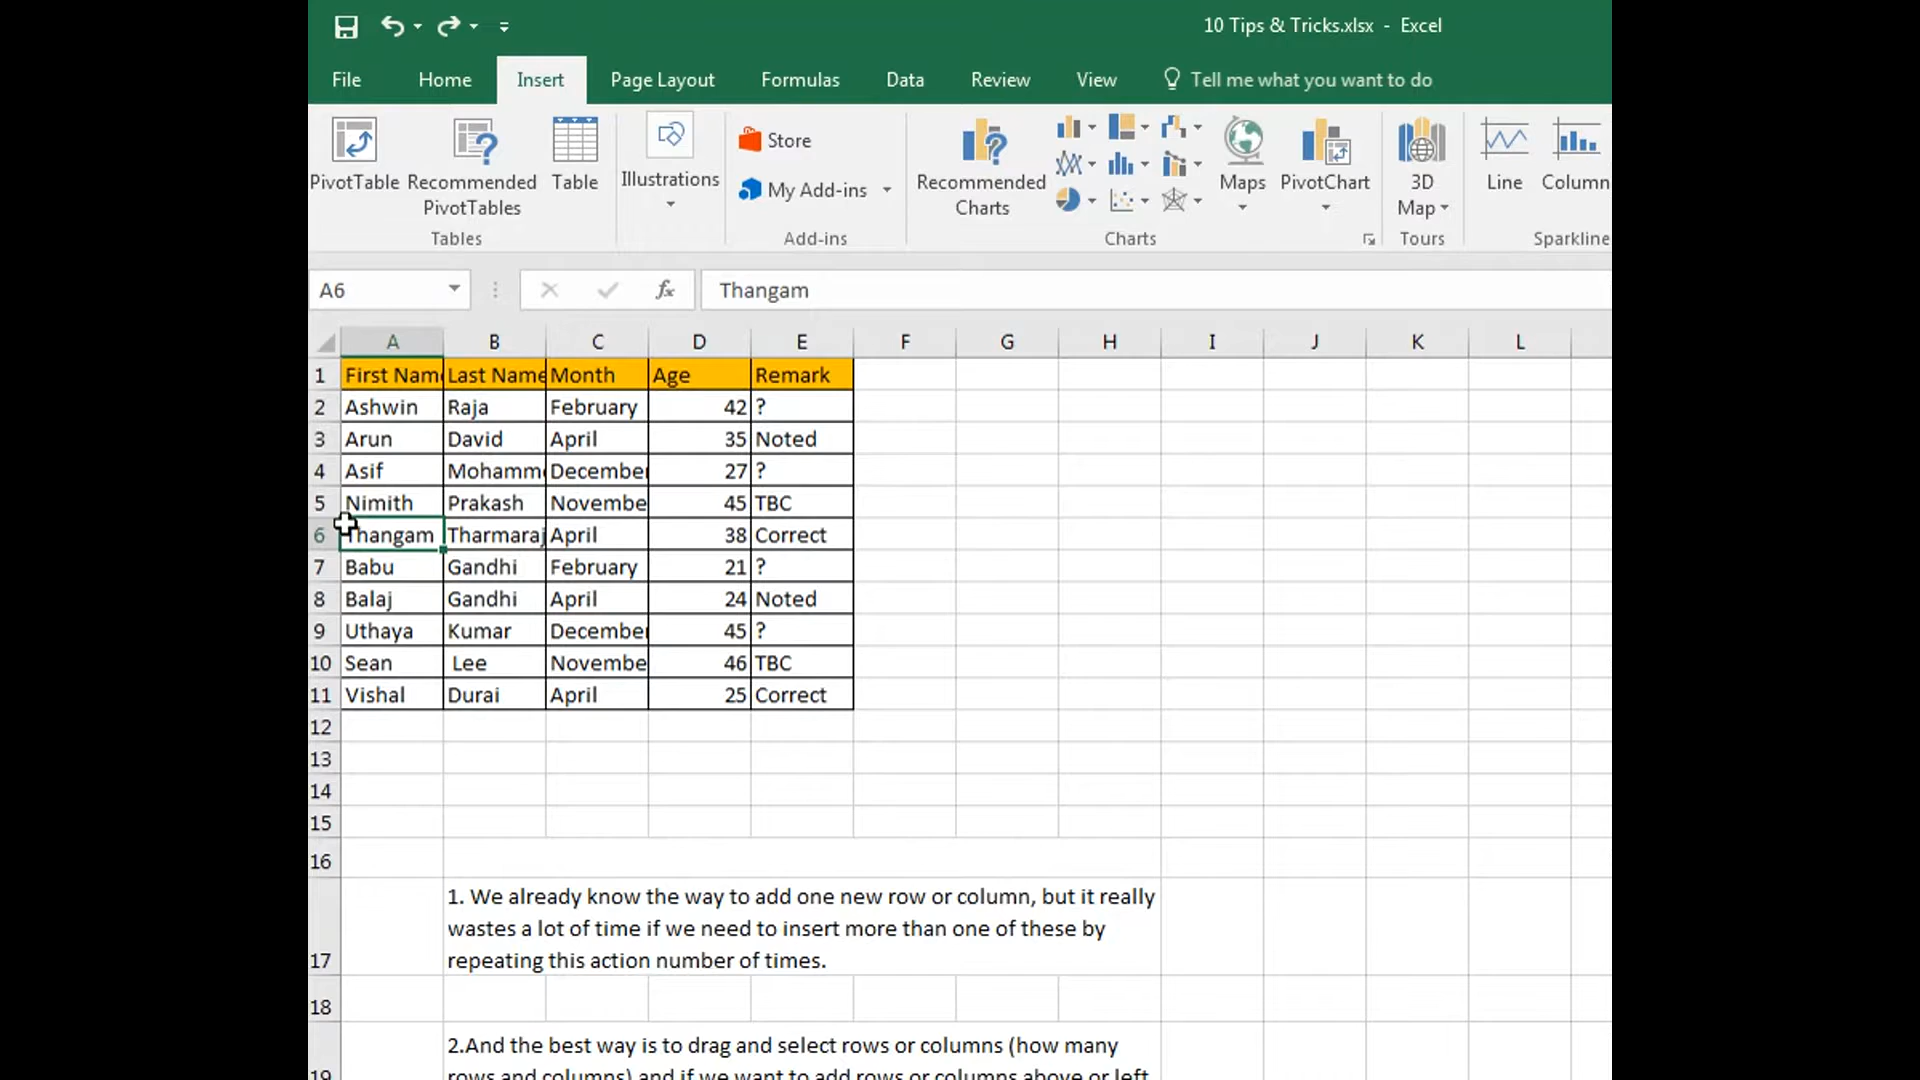 10 Tips & Tricks.xlsx - Excel
File Home Insert Page Layout Formulas Data Review View Tell me what you want to do
PivotTable Recommended PivotTables Table Illustrations Store My Add-ins Recommended Charts Maps PivotChart 3D Map Line Column
Tables Add-ins Charts Tours Sparkline
A6 fx Thangam
A B C D E F G H I J K L
1 First Nam Last Name Month Age Remark
2 Ashwin Raja February 42 ?
3 Arun David April 35 Noted
4 Asif Mohamm December 27 ?
5 Nimith Prakash Novembe 45 TBC
6 Thangam Tharmaraj April 38 Correct
7 Babu Gandhi February 21 ?
8 Balaj Gandhi April 24 Noted
9 Uthaya Kumar December 45 ?
10 Sean Lee Novembe 46 TBC
11 Vishal Durai April 25 Correct
12
13
14
15
16
1. We already know the way to add one new row or column, but it really
wastes a lot of time if we need to insert more than one of these by
17 repeating this action number of times.
18
2.And the best way is to drag and select rows or columns (how many
19 rows and columns) and if we want to add rows or columns above or left